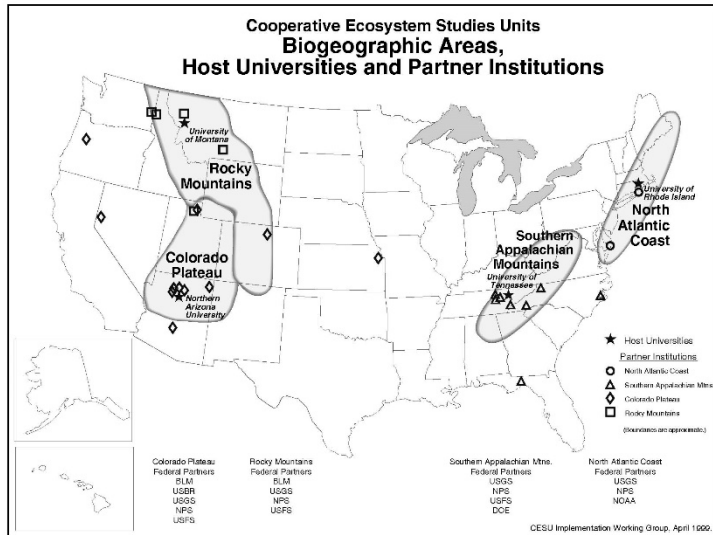 Cooperative Ecosystem Studies Units
Biogeographic Areas,
Host Universities and Partner Institutions
University
of Montana
Rocky
Mountains
University of
Rhode Island
North
Atlantic
Coast
Southern
Appalachian
Mountains
University of
Tennessee
Colorado
Plateau
Northern
Arizona
University
Host Universities
Partner Institutions
North Atlantic Coast
Southern Appalachian Mtns.
Colorado Plateau
Rocky Mountains
(Boundaries are approximate.)
Colorado Plateau
Federal Partners
BLM
USBR
USGS
NPS
USFS
Rocky Mountains
Federal Partners
BLM
USGS
NPS
USFS
Southern Appalachian Mtns.
Federal Partners
USGS
NPS
USFS
DOE
North Atlantic Coast
Federal Partners
USGS
NPS
NOAA
CESU Implementation Working Group, April 1999.